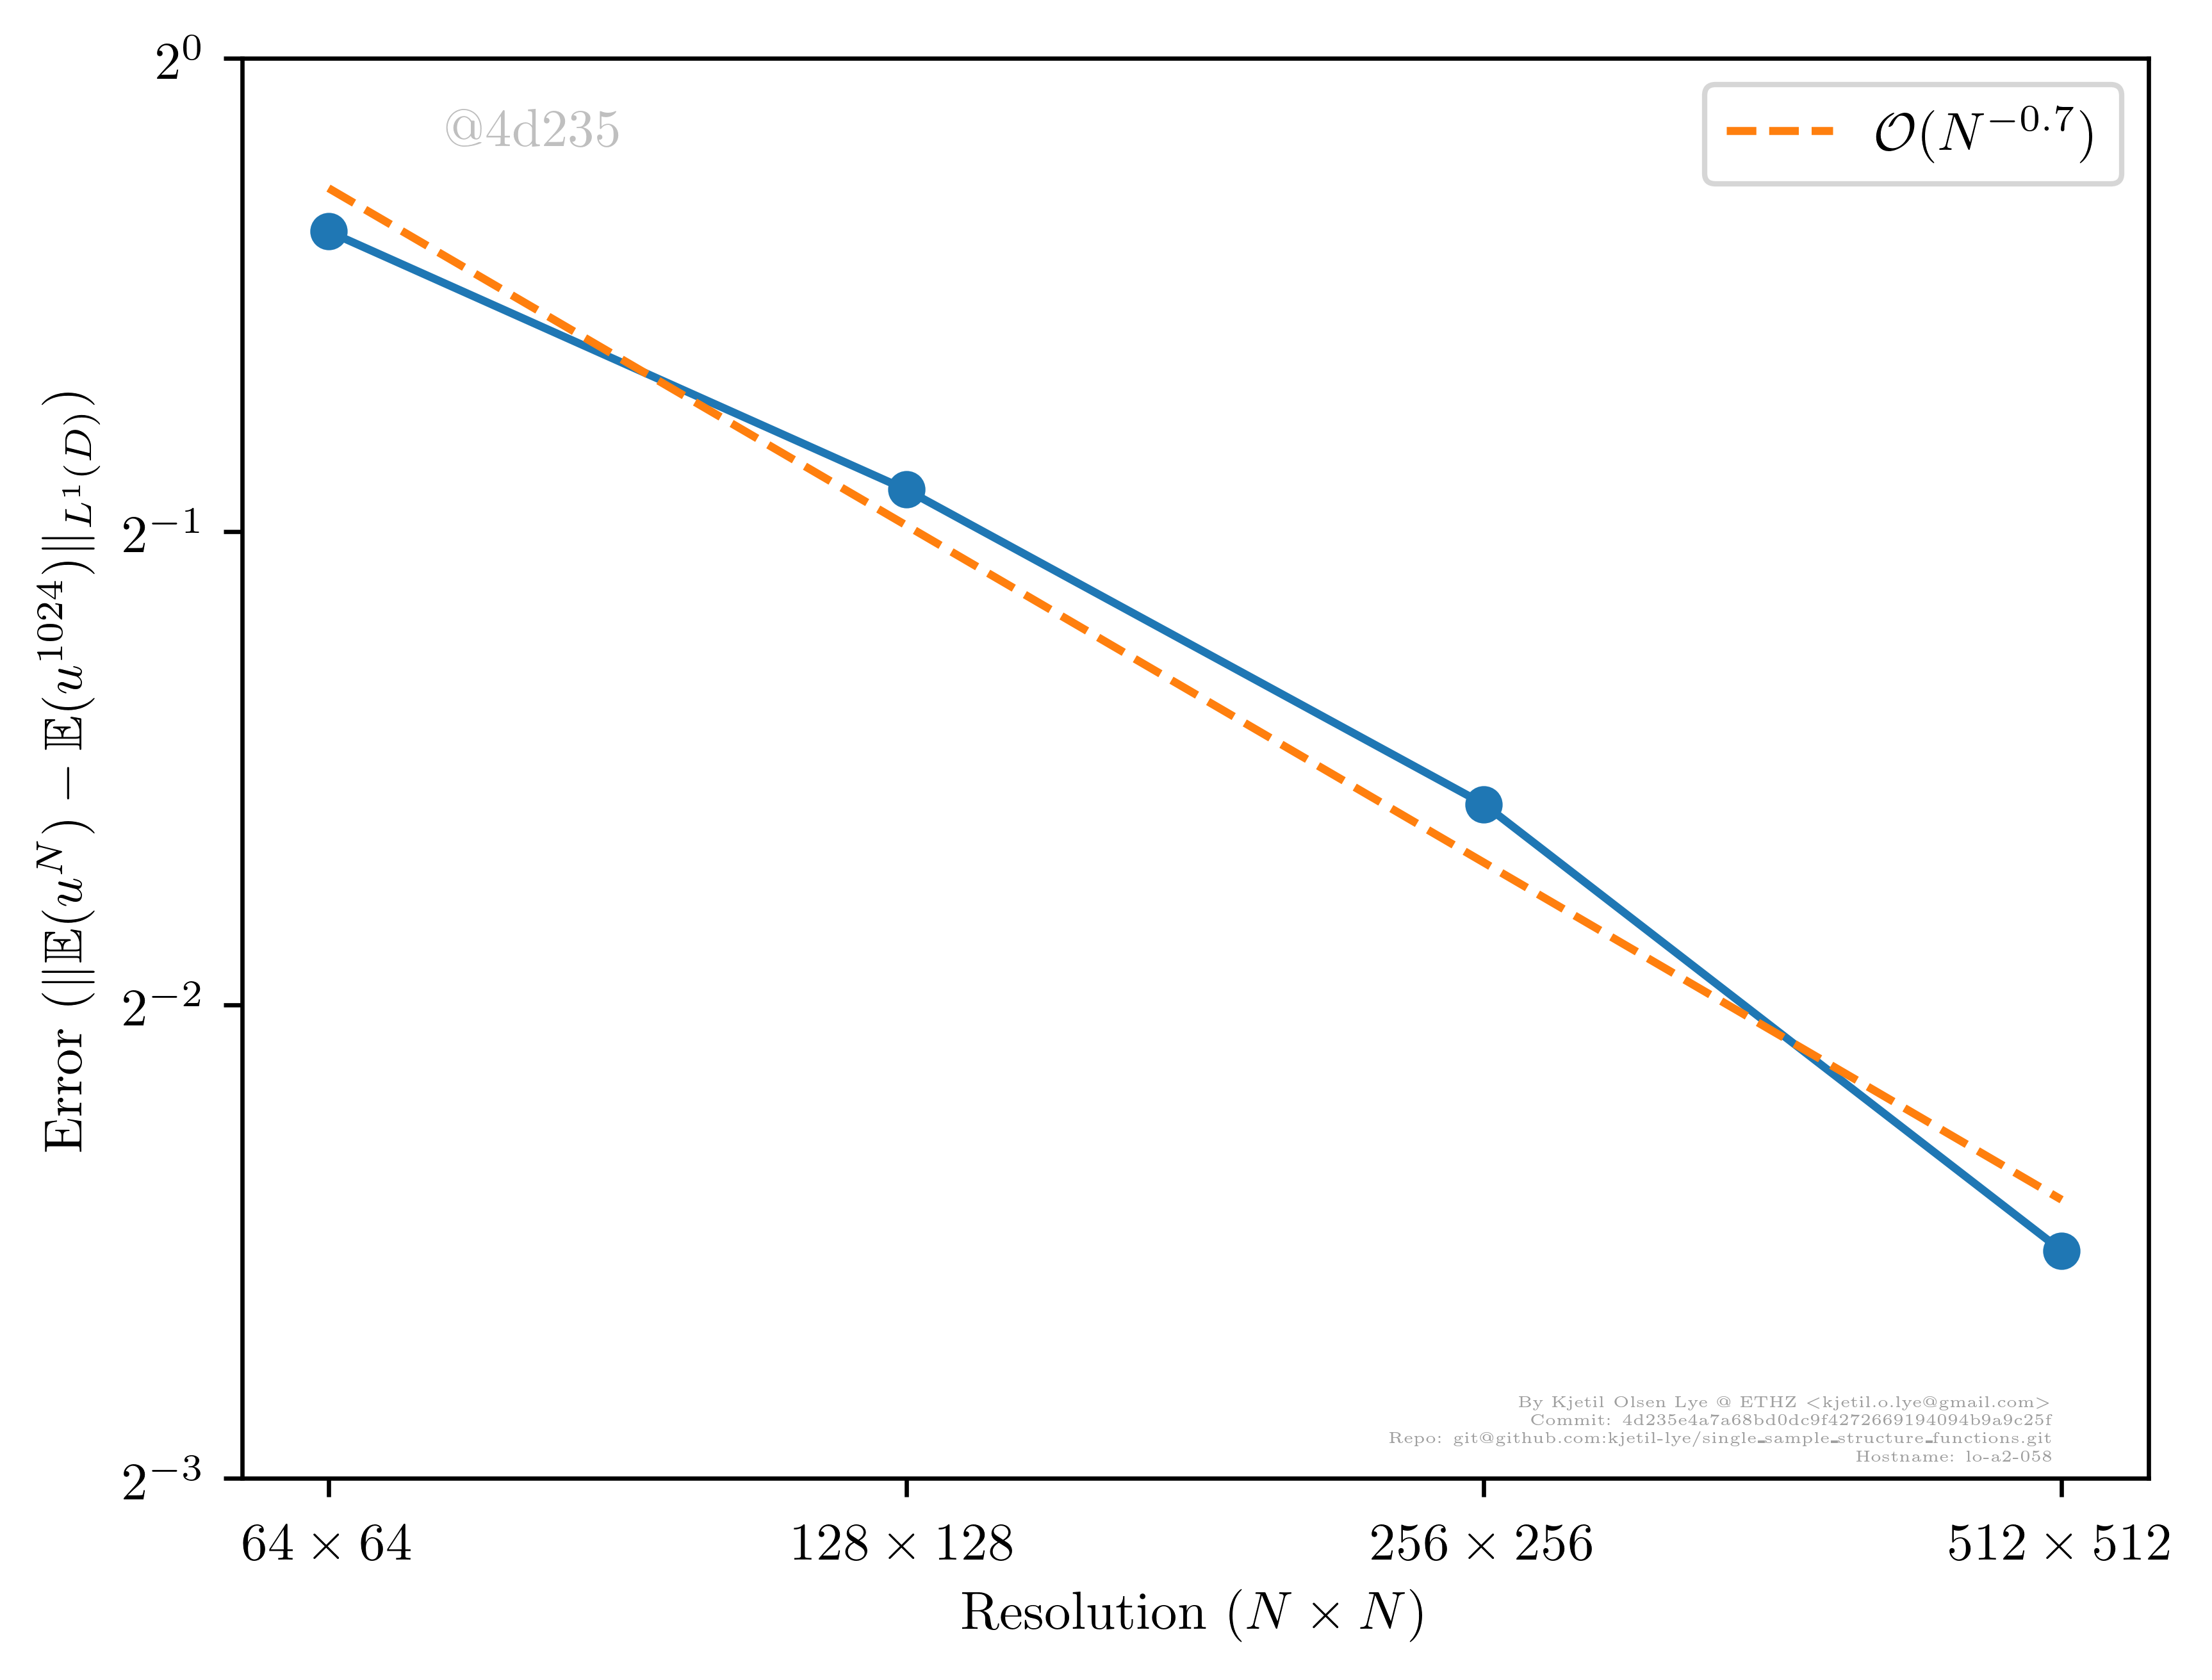 2^0
@4d235
O(N^{-0.7})
2^{-1}
Error (||𝔼(u^N) − 𝔼(u^{1024})||_{L^1(D)})
2^{-2}
By Kjetil Olsen Lye @ ETHZ <kjetil.o.lye@gmail.com>
Commit: 4d235e4a7a68bd0dc9f4272669194094b9a9c25f
Repo: git@github.com:kjetil-lye/single_sample_structure_functions.git
Hostname: lo-a2-058
2^{-3}
64 × 64 128 × 128 256 × 256 512 × 512
Resolution (N × N)